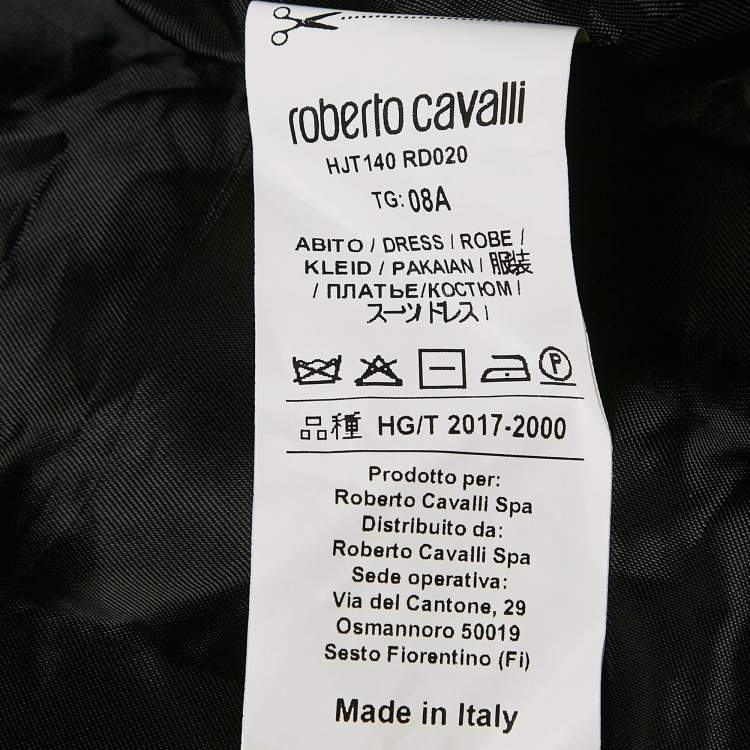 roberto cavalli
HJT140 RD020
TG: 08A
ABITO / DRESS / ROBE /
KLEID / PAKAIAN / 服装
/ ПЛАТЬЕ/КОСТЮМ /
スーツドレス /
P
品種 HG/T 2017-2000
Prodotto per:
Roberto Cavalli Spa
Distribuito da:
Roberto Cavalli Spa
Sede operativa:
Via del Cantone, 29
Osmannoro 50019
Sesto Fiorentino (Fi)
Made in Italy